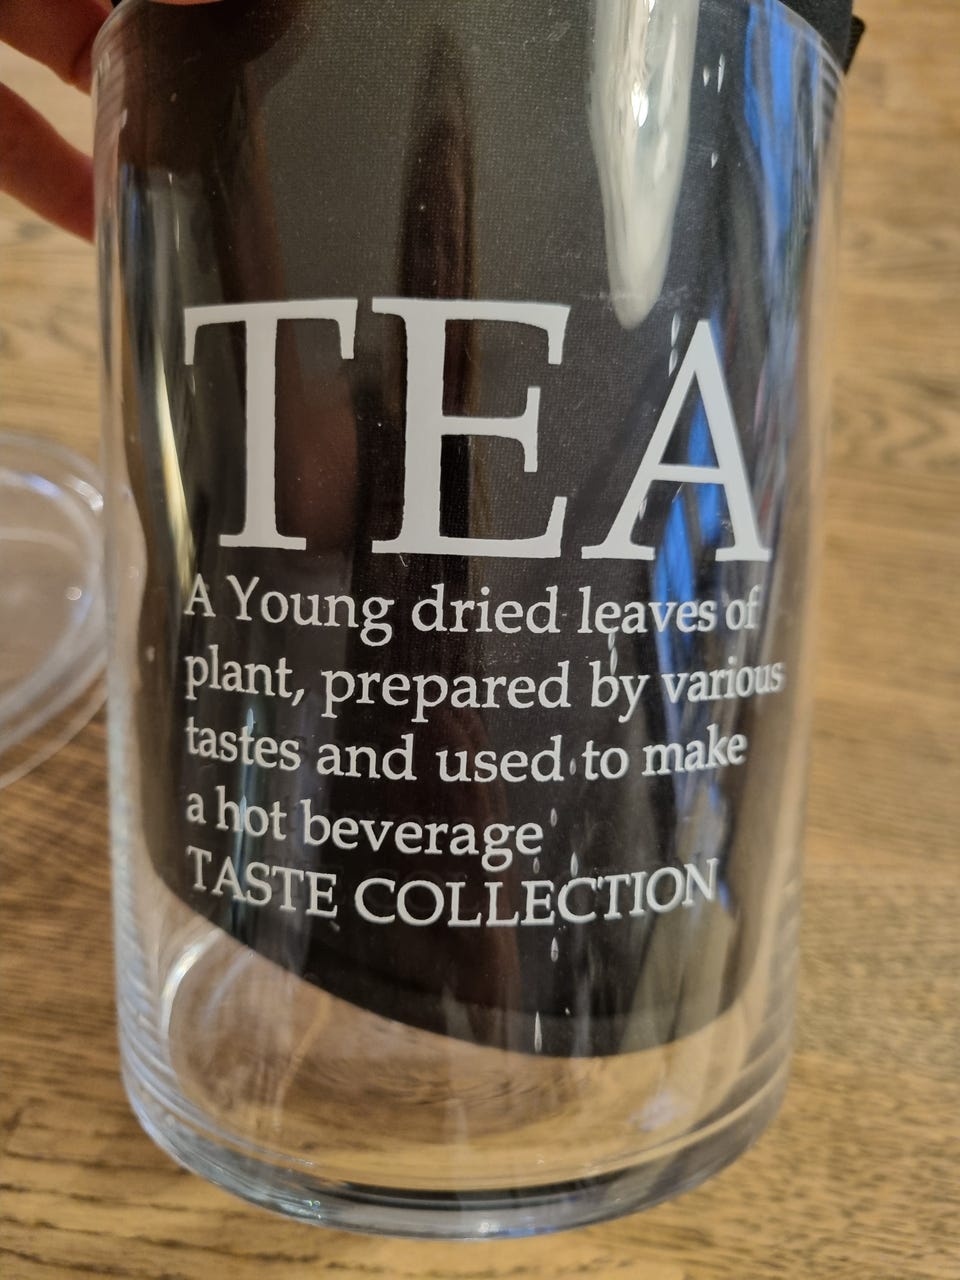 TEA
A Young dried leaves of
plant, prepared by various
tastes and used to make
a hot beverage
TASTE COLLECTION